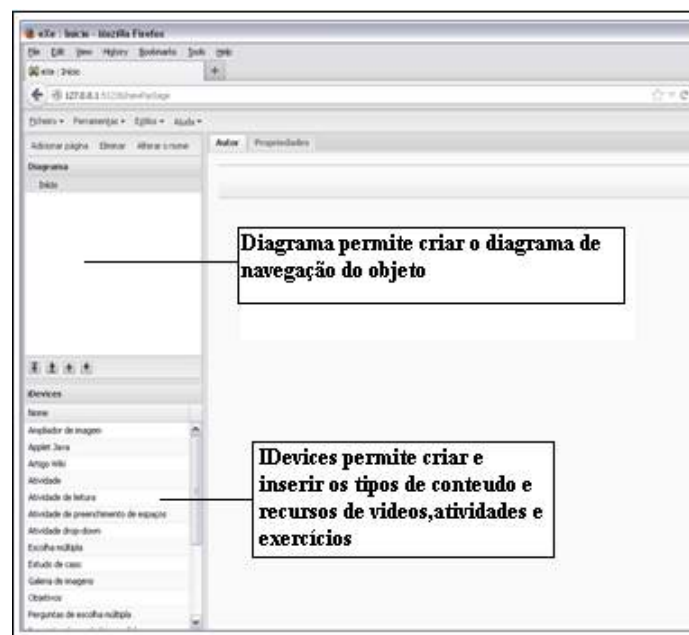 eXe : Início - Mozilla Firefox
File Edit View History Bookmarks Tools Help
exe : Início
127.0.0.1
Ficheiro Ferramentas Estilos Ajuda
Adicionar página Eliminar Alterar o nome
Autor Propriedades
Diagrama
Início
Diagrama permite criar o diagrama de
navegação do objeto
iDevices
Nome
Ampliador de imagem
Applet Java
Artigo Wiki
Atividade
Atividade de leitura
Atividade de preenchimento de espaços
Atividade drop-down
Escolha múltipla
Estudo de caso
Galeria de imagens
Objetivos
Perguntas de escolha múltipla
IDevices permite criar e
inserir os tipos de conteudo e
recursos de videos,atividades e
exercícios